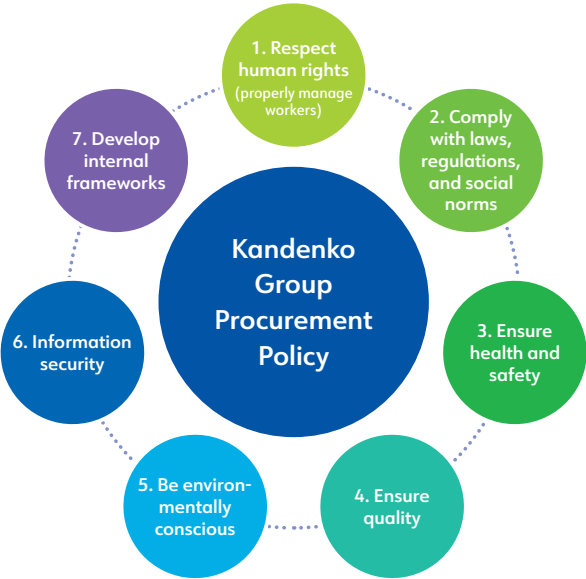 1. Respect
human rights
(properly manage
workers)
2. Comply
with laws,
regulations,
and social
norms
3. Ensure
health and
safety
4. Ensure
quality
5. Be environ-
mentally
conscious
6. Information
security
7. Develop
internal
frameworks
Kandenko
Group
Procurement
Policy